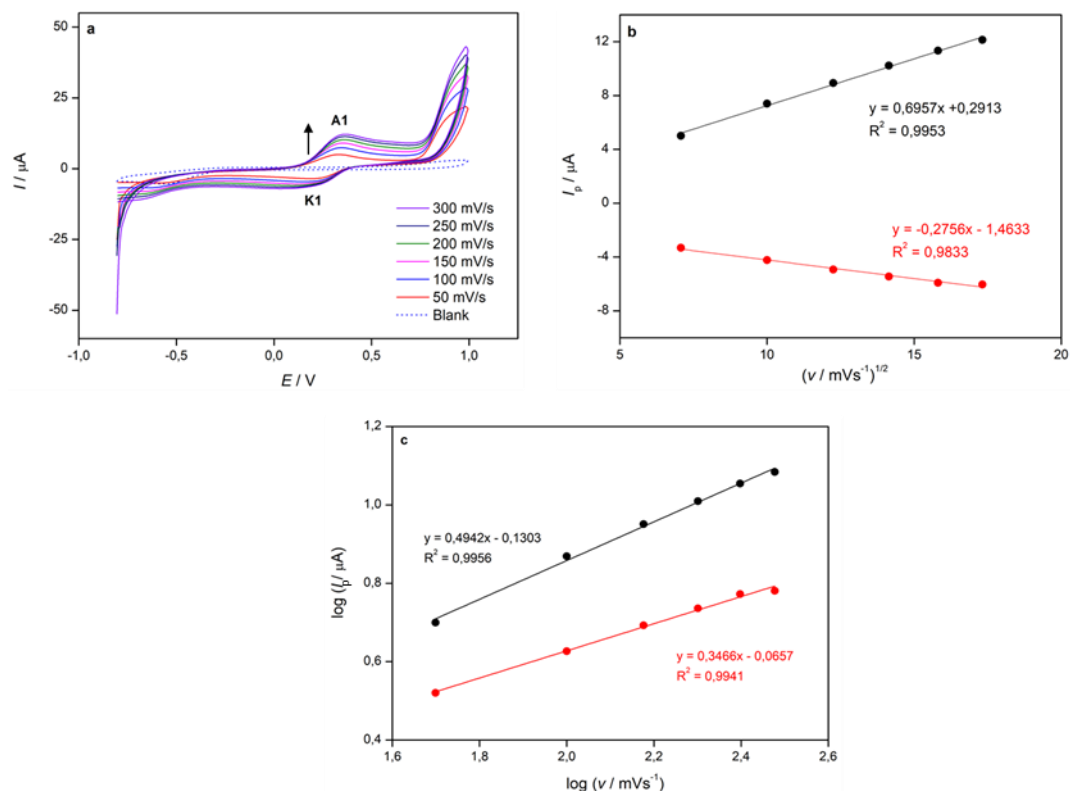 a
50
25
0
-25
-50
I / µA
A1
K1
300 mV/s
250 mV/s
200 mV/s
150 mV/s
100 mV/s
50 mV/s
Blank
-1,0
-0,5
0,0
0,5
1,0
E / V
b
12
8
4
0
-4
-8
Ip / µA
y = 0,6957x +0,2913
R² = 0,9953
y = -0,2756x - 1,4633
R² = 0,9833
5
10
15
20
(v / mVs⁻¹)¹/²
c
1,2
1,0
0,8
0,6
0,4
log (Ip/ µA)
y = 0,4942x - 0,1303
R² = 0,9956
y = 0,3466x - 0,0657
R² = 0,9941
1,6
1,8
2,0
2,2
2,4
2,6
log (v / mVs⁻¹)